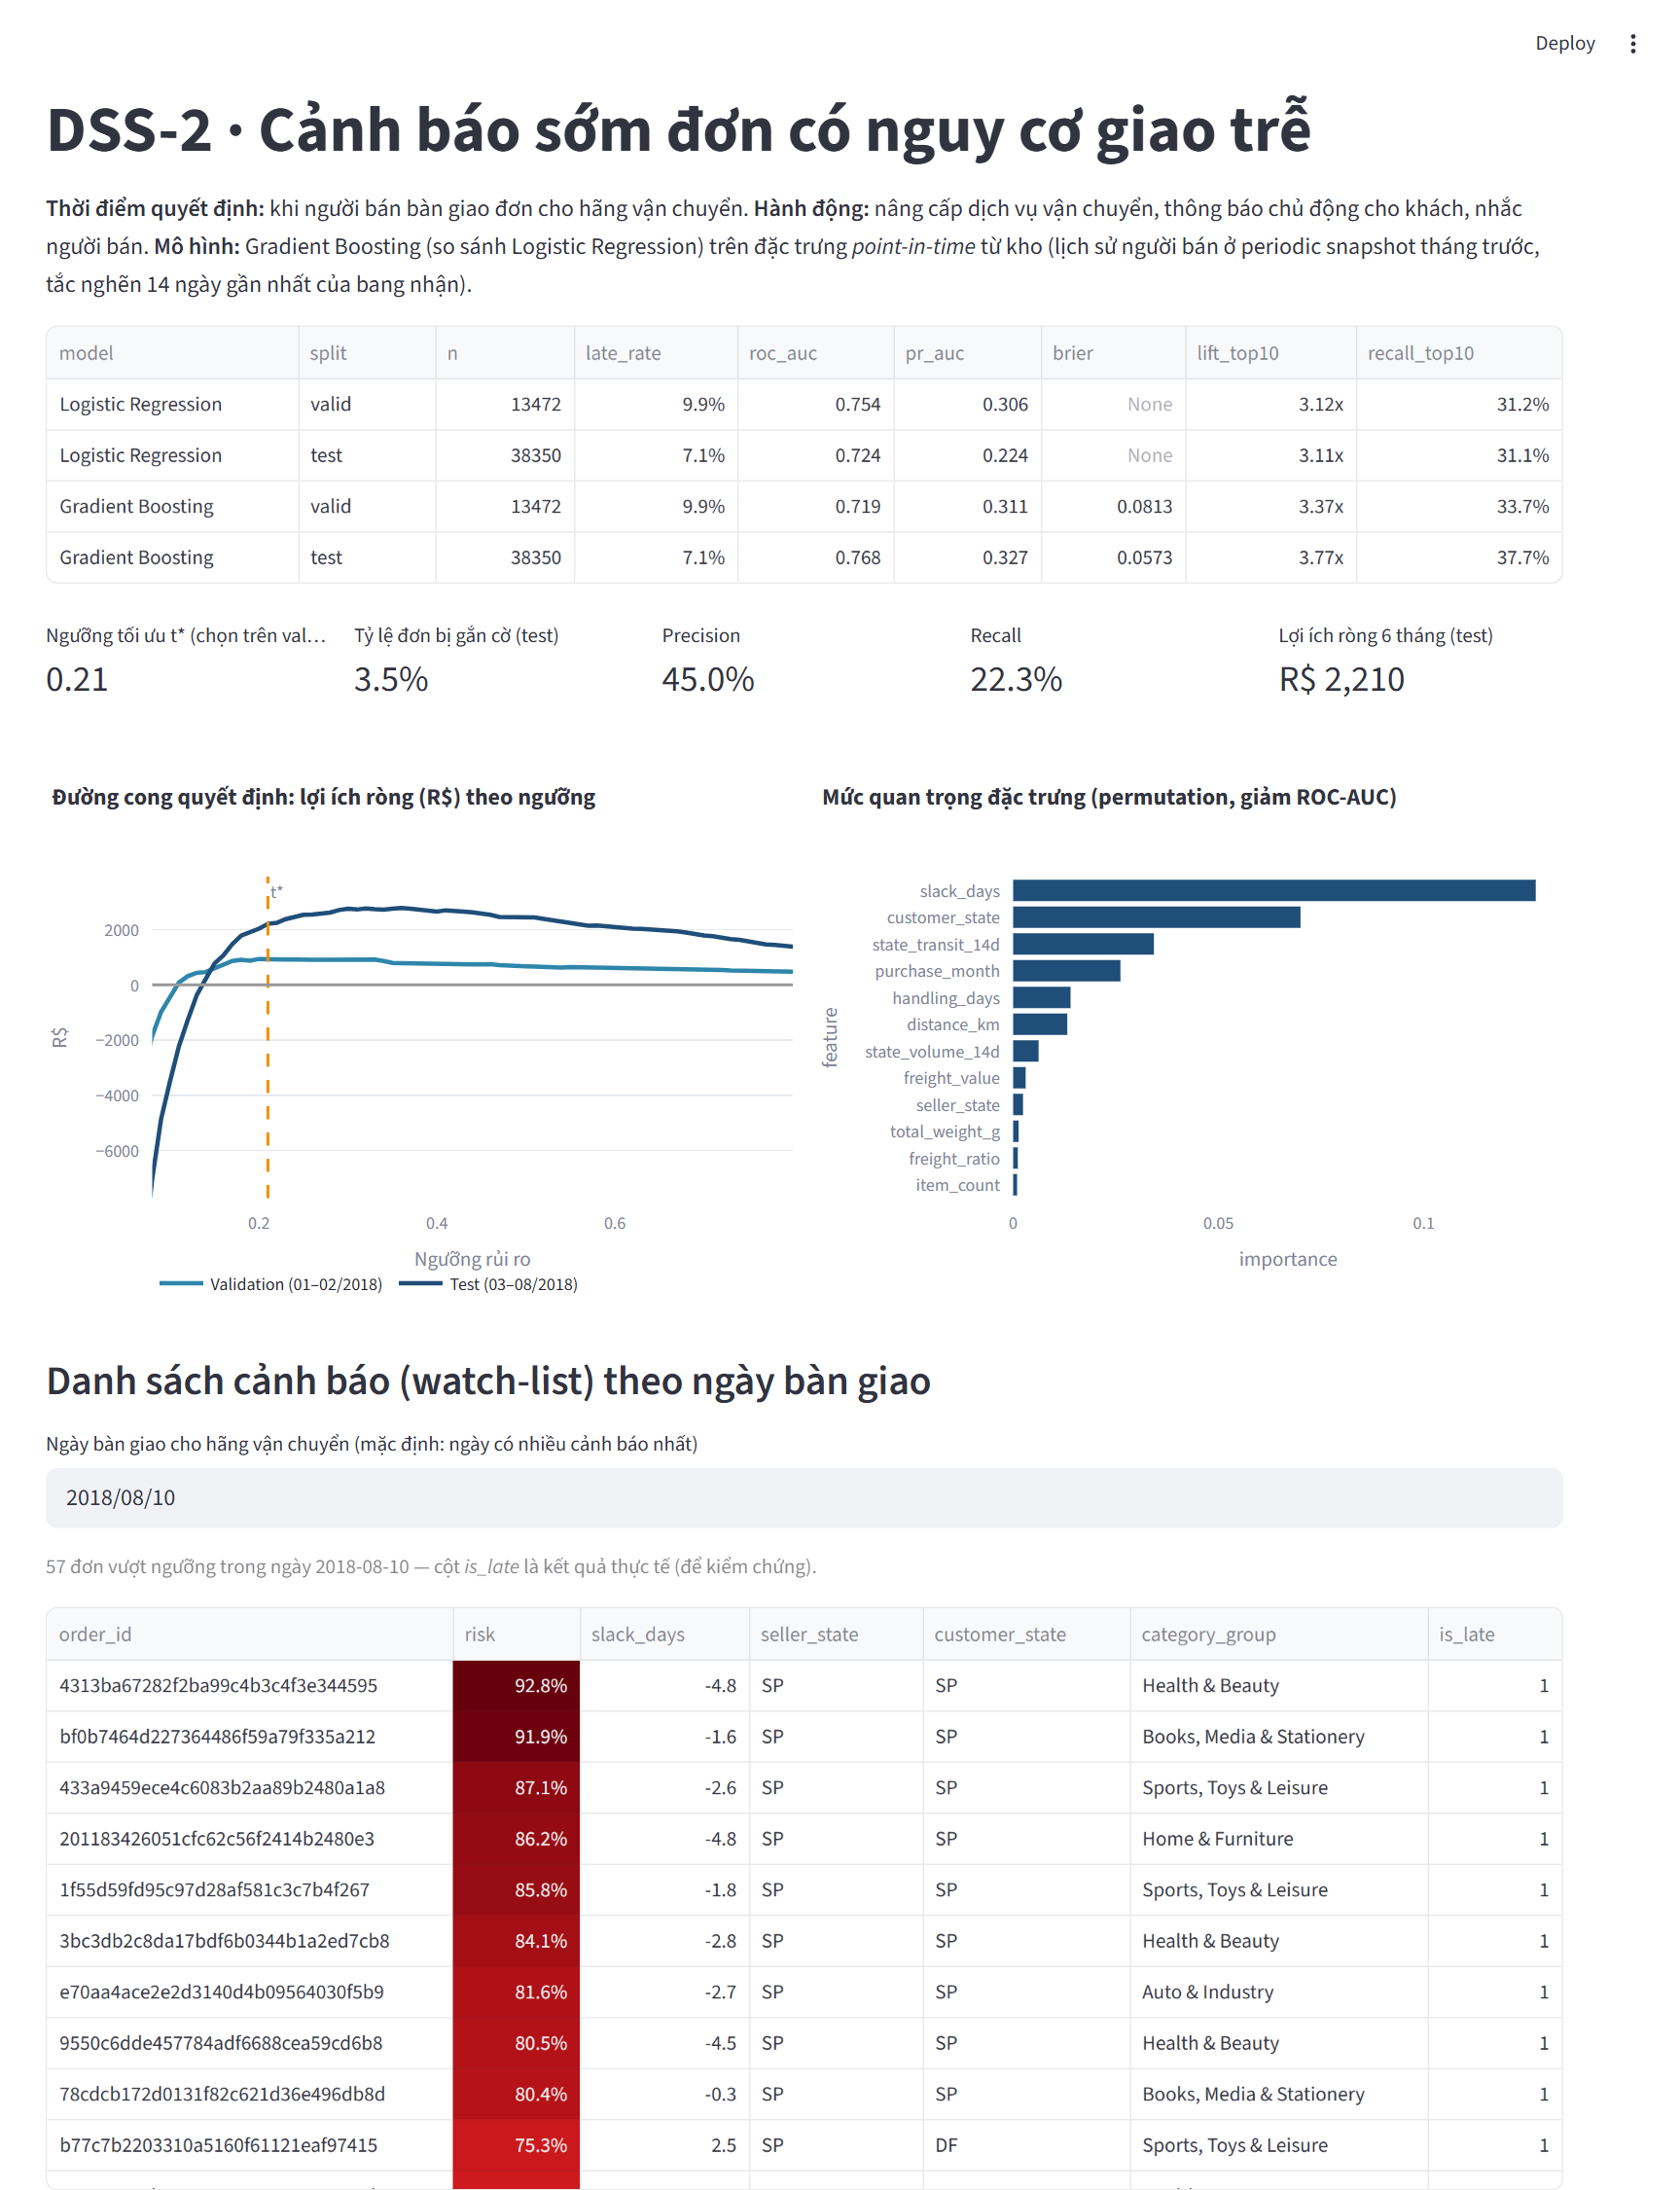 Deploy
DSS-2 · Cảnh báo sớm đơn có nguy cơ giao trễ
Thời điểm quyết định: khi người bán bàn giao đơn cho hãng vận chuyển. Hành động: nâng cấp dịch vụ vận chuyển, thông báo chủ động cho khách, nhắc
người bán. Mô hình: Gradient Boosting (so sánh Logistic Regression) trên đặc trưng point-in-time từ kho (lịch sử người bán ở periodic snapshot tháng trước,
tắc nghẽn 14 ngày gần nhất của bang nhận).
model split n late_rate roc_auc pr_auc brier lift_top10 recall_top10
Logistic Regression valid 13472 9.9% 0.754 0.306 None 3.12x 31.2%
Logistic Regression test 38350 7.1% 0.724 0.224 None 3.11x 31.1%
Gradient Boosting valid 13472 9.9% 0.719 0.311 0.0813 3.37x 33.7%
Gradient Boosting test 38350 7.1% 0.768 0.327 0.0573 3.77x 37.7%
Ngưỡng tối ưu t* (chọn trên val… Tỷ lệ đơn bị gắn cờ (test) Precision Recall Lợi ích ròng 6 tháng (test)
0.21 3.5% 45.0% 22.3% R$ 2,210
Đường cong quyết định: lợi ích ròng (R$) theo ngưỡng
t*
2000
0
−2000
−4000
−6000
R$
0.2 0.4 0.6
Ngưỡng rủi ro
Validation (01–02/2018) Test (03–08/2018)
Mức quan trọng đặc trưng (permutation, giảm ROC-AUC)
slack_days
customer_state
state_transit_14d
purchase_month
handling_days
distance_km
state_volume_14d
freight_value
seller_state
total_weight_g
freight_ratio
item_count
feature
0 0.05 0.1
importance
Danh sách cảnh báo (watch-list) theo ngày bàn giao
Ngày bàn giao cho hãng vận chuyển (mặc định: ngày có nhiều cảnh báo nhất)
2018/08/10
57 đơn vượt ngưỡng trong ngày 2018-08-10 — cột is_late là kết quả thực tế (để kiểm chứng).
order_id risk slack_days seller_state customer_state category_group is_late
4313ba67282f2ba99c4b3c4f3e344595 92.8% -4.8 SP SP Health & Beauty 1
bf0b7464d227364486f59a79f335a212 91.9% -1.6 SP SP Books, Media & Stationery 1
433a9459ece4c6083b2aa89b2480a1a8 87.1% -2.6 SP SP Sports, Toys & Leisure 1
201183426051cfc62c56f2414b2480e3 86.2% -4.8 SP SP Home & Furniture 1
1f55d59fd95c97d28af581c3c7b4f267 85.8% -1.8 SP SP Sports, Toys & Leisure 1
3bc3db2c8da17bdf6b0344b1a2ed7cb8 84.1% -2.8 SP SP Health & Beauty 1
e70aa4ace2e2d3140d4b09564030f5b9 81.6% -2.7 SP SP Auto & Industry 1
9550c6dde457784adf6688cea59cd6b8 80.5% -4.5 SP SP Health & Beauty 1
78cdcb172d0131f82c621d36e496db8d 80.4% -0.3 SP SP Books, Media & Stationery 1
b77c7b2203310a5160f61121eaf97415 75.3% 2.5 SP DF Sports, Toys & Leisure 1